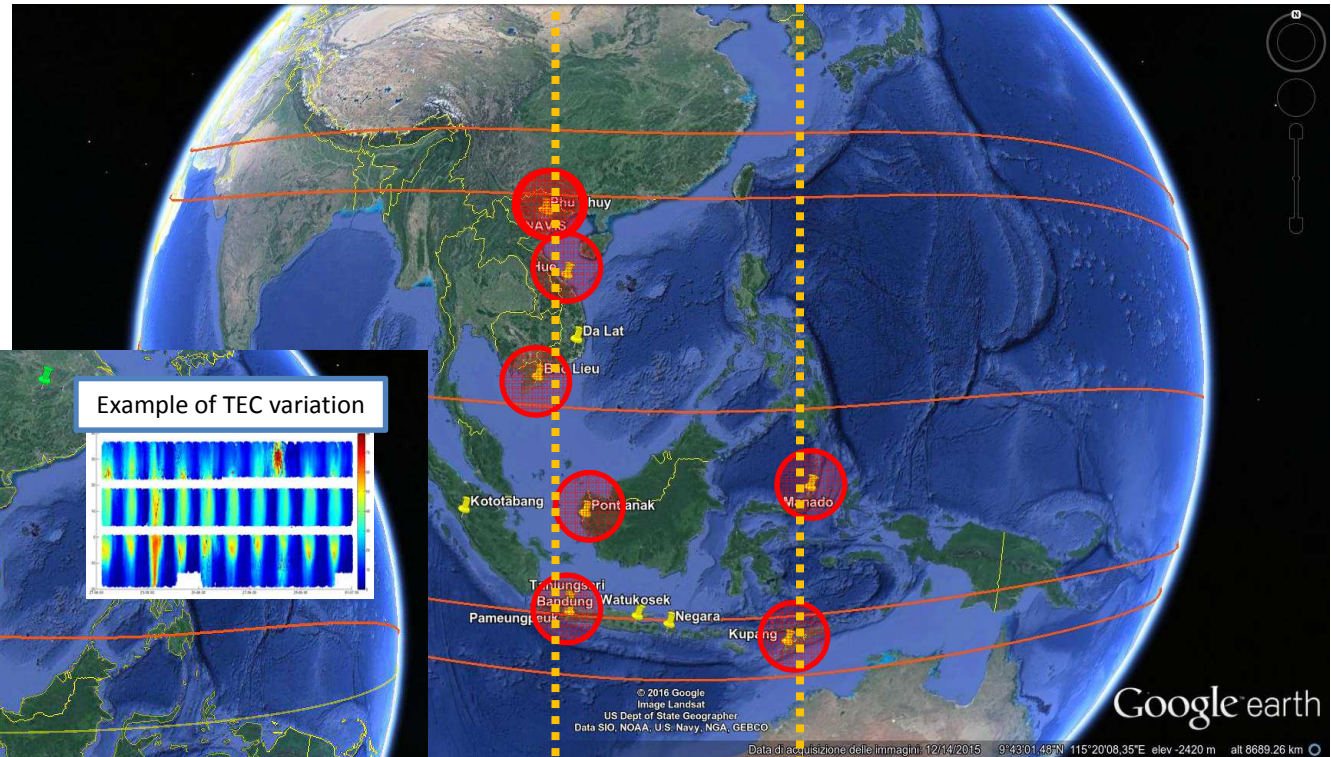 N
Phu Thuy
NAVIS
Hue
Da Lat
Bac Lieu
Example of TEC variation
Kototabang
Pontianak
Manado
Tanjungsari
Bandung
Watukosek
Pameungpeuk
Negara
Kupang
© 2016 Google
Image Landsat
US Dept of State Geographer
Data SIO, NOAA, U.S. Navy, NGA, GEBCO
Google earth
Data di acquisizione delle immagini: 12/14/2015 9°43'01,48"N 115°20'08,35"E elev -2420 m alt 8689.26 km